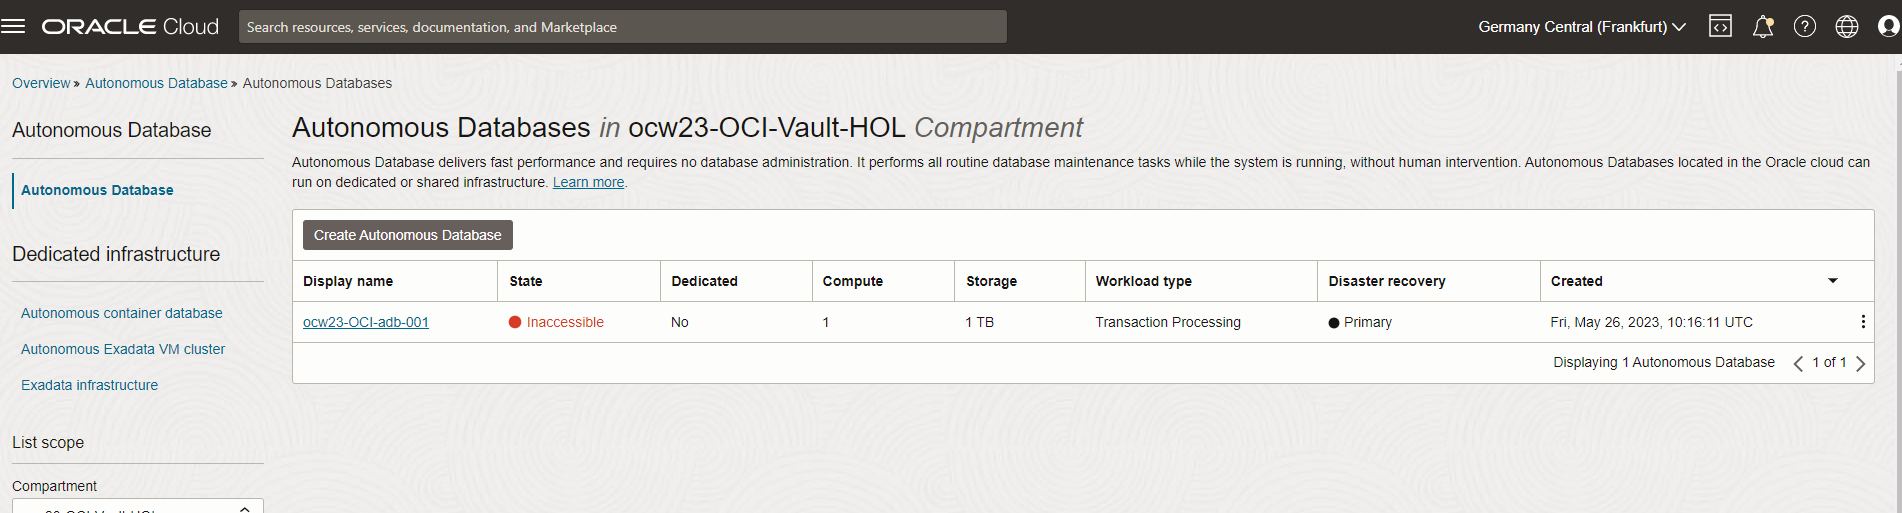 ORACLE Cloud
Search resources, services, documentation, and Marketplace
Germany Central (Frankfurt)
Overview » Autonomous Database » Autonomous Databases
Autonomous Database
Autonomous Database
Dedicated infrastructure
Autonomous container database
Autonomous Exadata VM cluster
Exadata infrastructure
List scope
Compartment
Autonomous Databases in ocw23-OCI-Vault-HOL Compartment
Autonomous Database delivers fast performance and requires no database administration. It performs all routine database maintenance tasks while the system is running, without human intervention. Autonomous Databases located in the Oracle cloud can
run on dedicated or shared infrastructure. Learn more.
Create Autonomous Database
Display name State Dedicated Compute Storage Workload type Disaster recovery Created
ocw23-OCI-adb-001 Inaccessible No 1 1 TB Transaction Processing Primary Fri, May 26, 2023, 10:16:11 UTC
Displaying 1 Autonomous Database 1 of 1